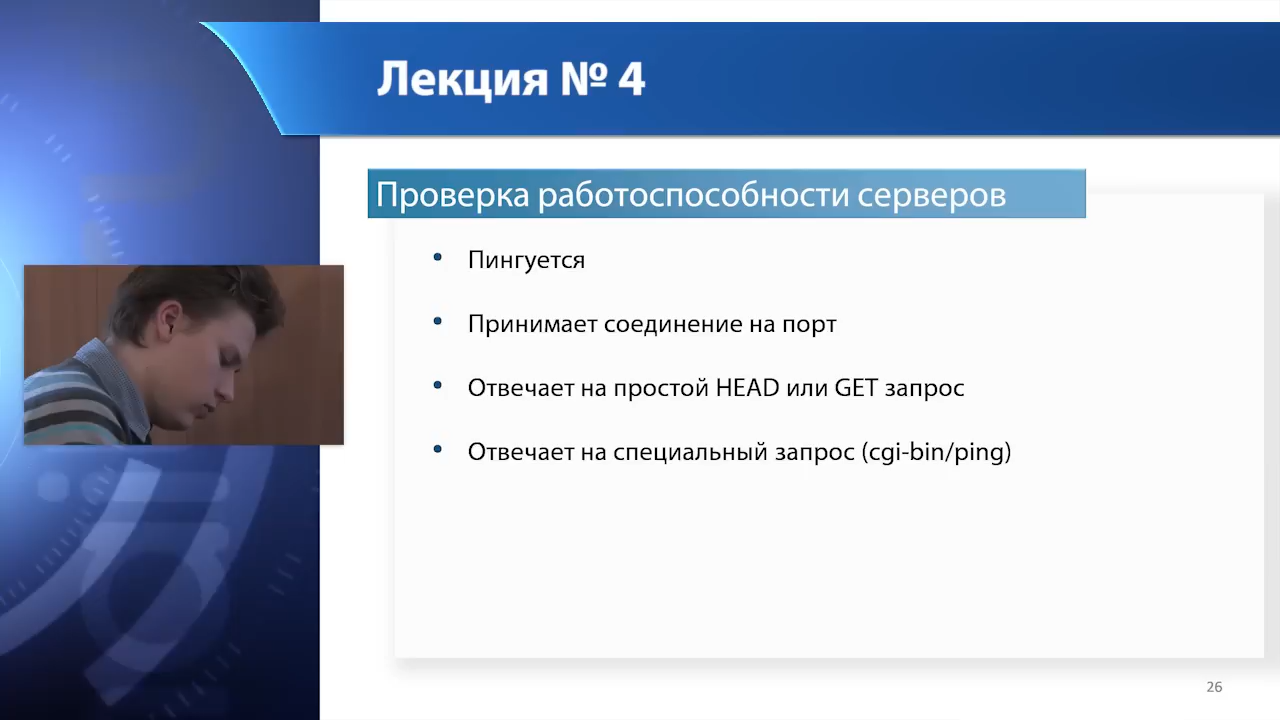 Лекция № 4
Проверка работоспособности серверов
• Пингуется
• Принимает соединение на порт
• Отвечает на простой HEAD или GET запрос
• Отвечает на специальный запрос (cgi-bin/ping)
26